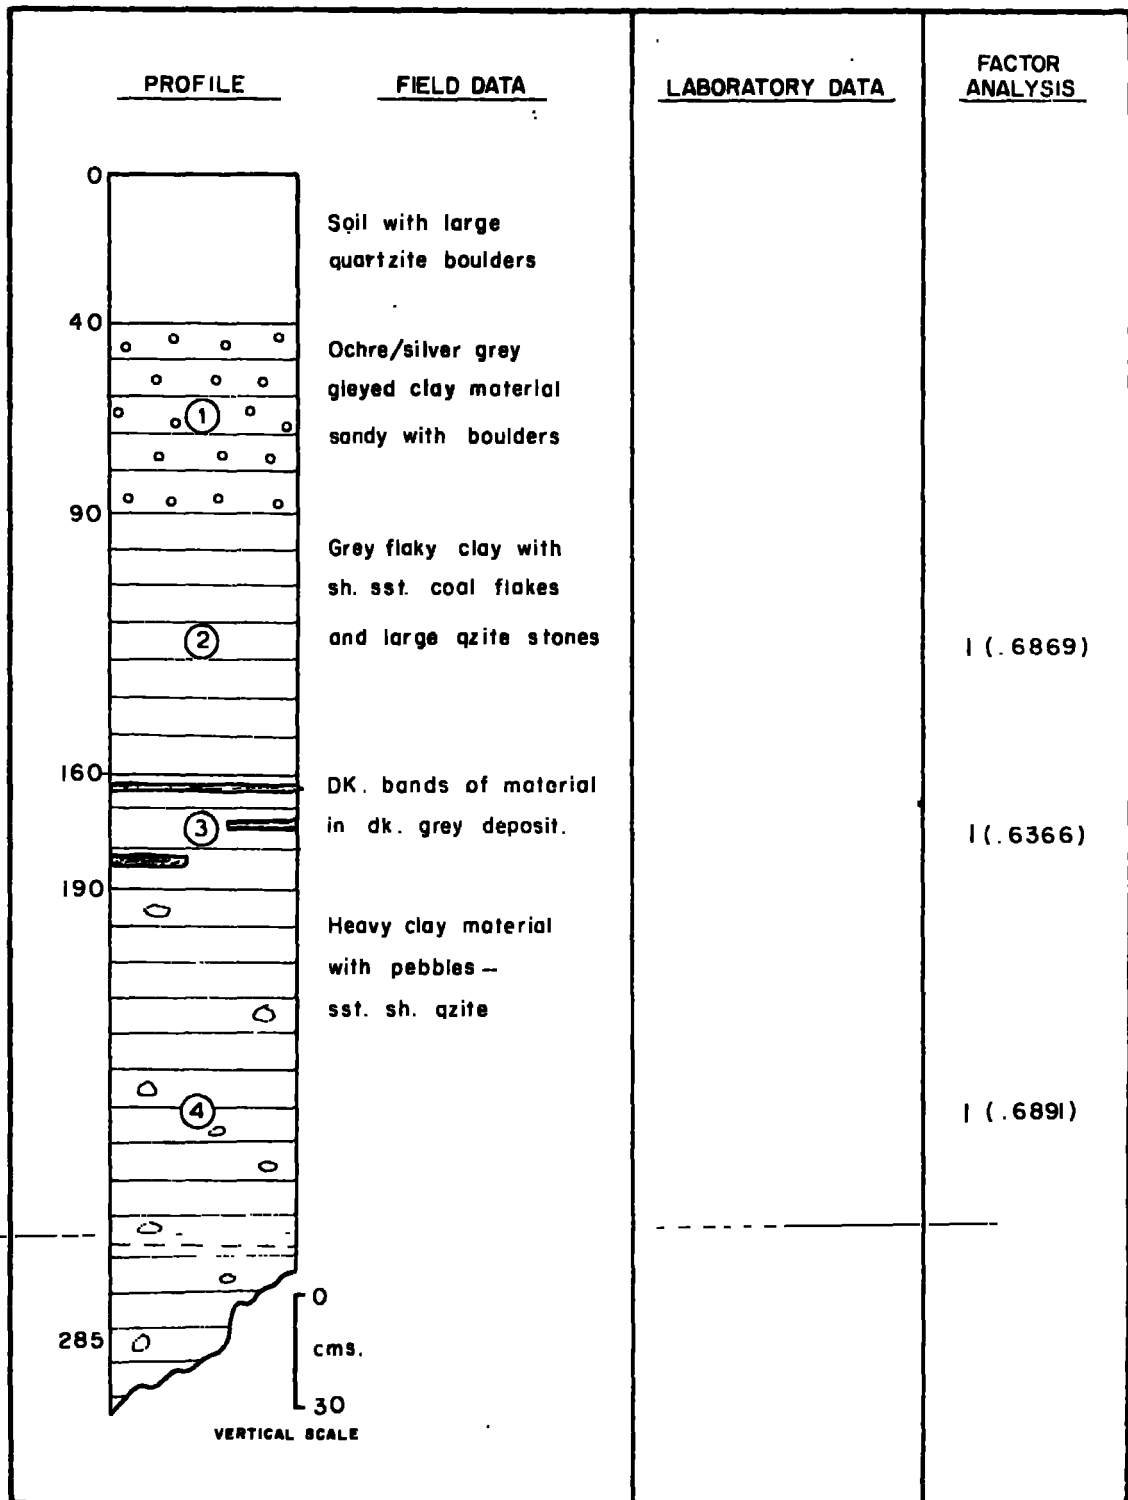 PROFILE
FIELD DATA
LABORATORY DATA
FACTOR
ANALYSIS
0
Soil with large
quartzite boulders
40
Ochre/silver grey
gleyed clay material
1
sandy with boulders
90
Grey flaky clay with
sh. sst. coal flakes
2
and large qzite stones
I (.6869)
160
DK. bands of material
3
in dk. grey deposit.
I (.6366)
190
Heavy clay material
with pebbles –
sst. sh. qzite
4
I (.6891)
0
285
cms.
30
VERTICAL SCALE